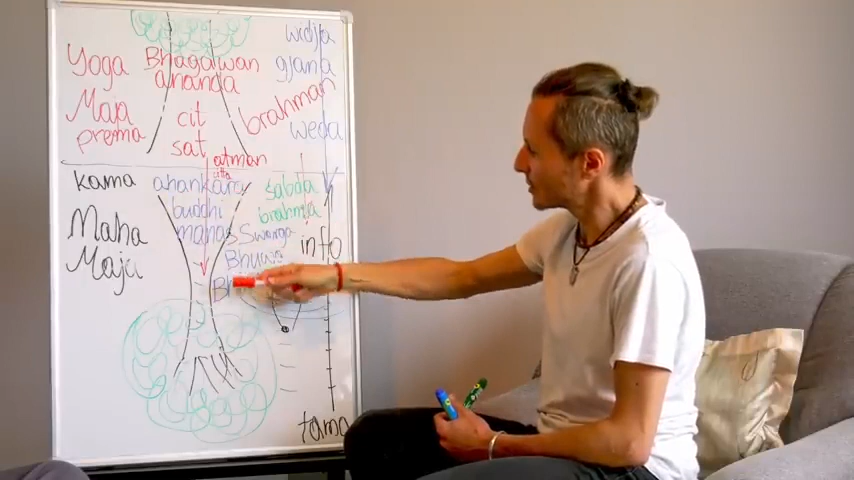 Yoga
Maja
prema
Bhagawan
ananda
cit
sat
widja
gjana
brahman
weda
atman
citta
kama
Maha
Maja
ahankara
buddhi
manas
sabda
brahma
Swarga
Bhuwa
info
tama